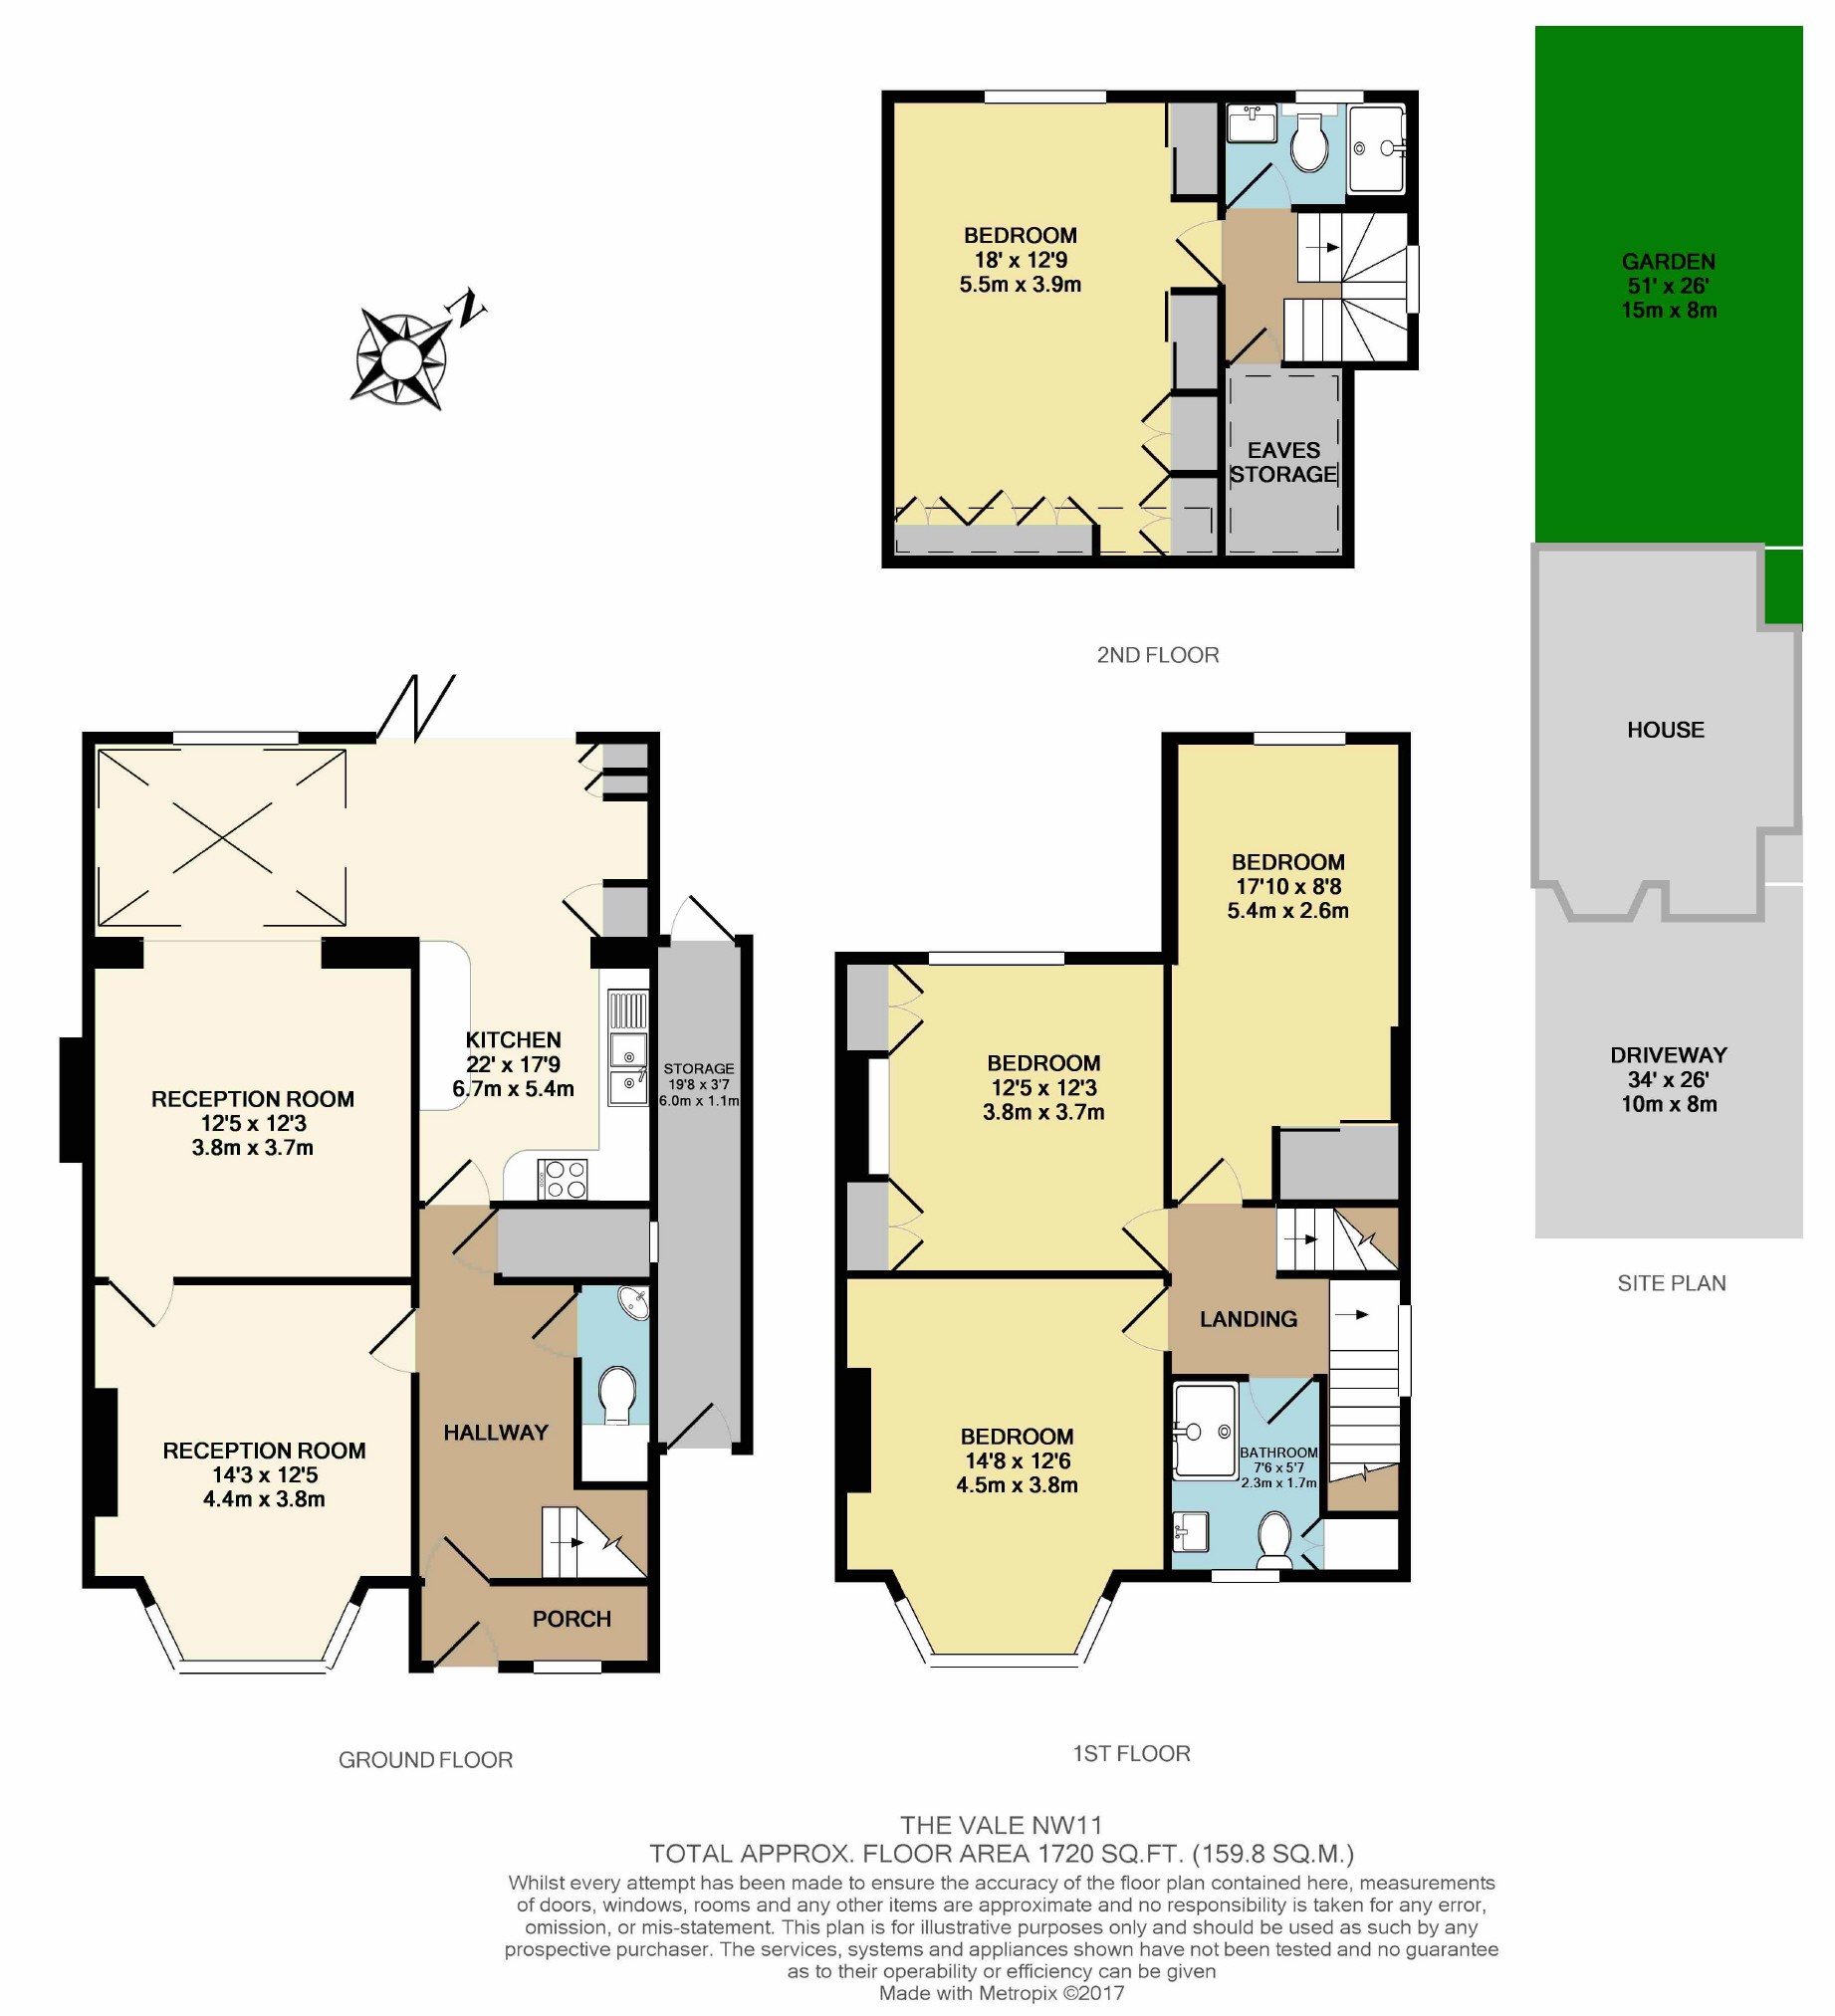 N
BEDROOM
18' x 12'9
5.5m x 3.9m
EAVES
STORAGE
2ND FLOOR
GARDEN
51' x 26'
15m x 8m
HOUSE
DRIVEWAY
34' x 26'
10m x 8m
SITE PLAN
KITCHEN
22' x 17'9
6.7m x 5.4m
STORAGE
19'8 x 3'7
6.0m x 1.1m
RECEPTION ROOM
12'5 x 12'3
3.8m x 3.7m
RECEPTION ROOM
14'3 x 12'5
4.4m x 3.8m
HALLWAY
PORCH
GROUND FLOOR
BEDROOM
17'10 x 8'8
5.4m x 2.6m
BEDROOM
12'5 x 12'3
3.8m x 3.7m
LANDING
BEDROOM
14'8 x 12'6
4.5m x 3.8m
BATHROOM
7'6 x 5'7
2.3m x 1.7m
1ST FLOOR
THE VALE NW11
TOTAL APPROX. FLOOR AREA 1720 SQ.FT. (159.8 SQ.M.)
Whilst every attempt has been made to ensure the accuracy of the floor plan contained here, measurements
of doors, windows, rooms and any other items are approximate and no responsibility is taken for any error,
omission, or mis-statement. This plan is for illustrative purposes only and should be used as such by any
prospective purchaser. The services, systems and appliances shown have not been tested and no guarantee
as to their operability or efficiency can be given
Made with Metropix ©2017